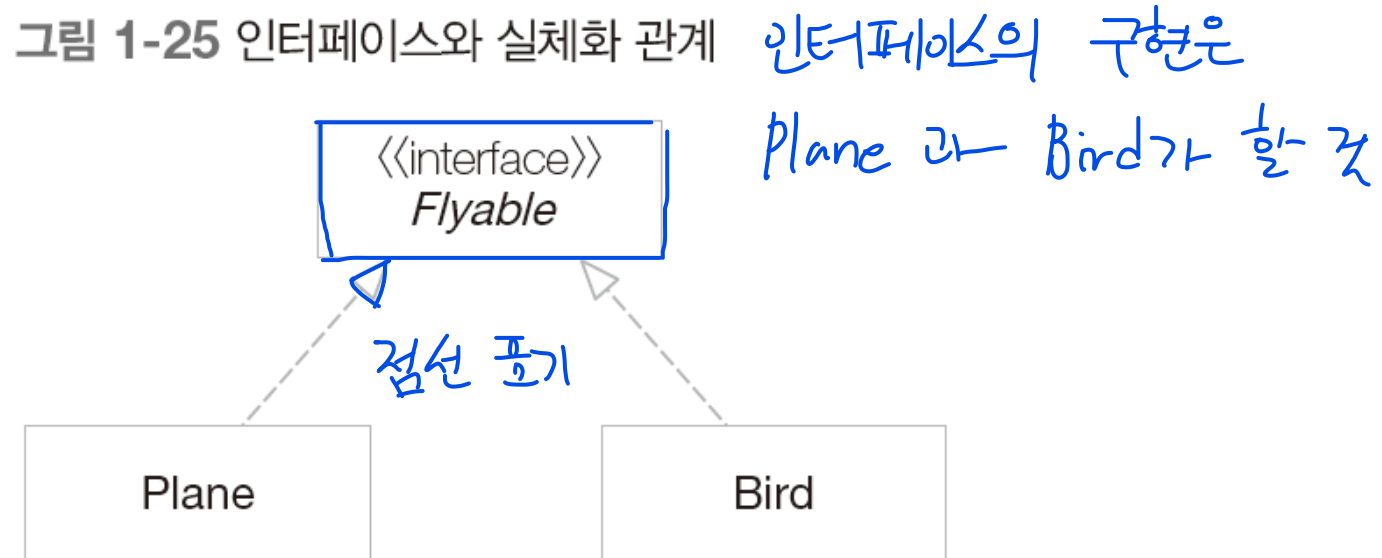 그림 1-25 인터페이스와 실체화 관계
인터페이스의 구현은
Plane 과 Bird가 할 것
《interface》
Flyable
점선 표기
Plane
Bird